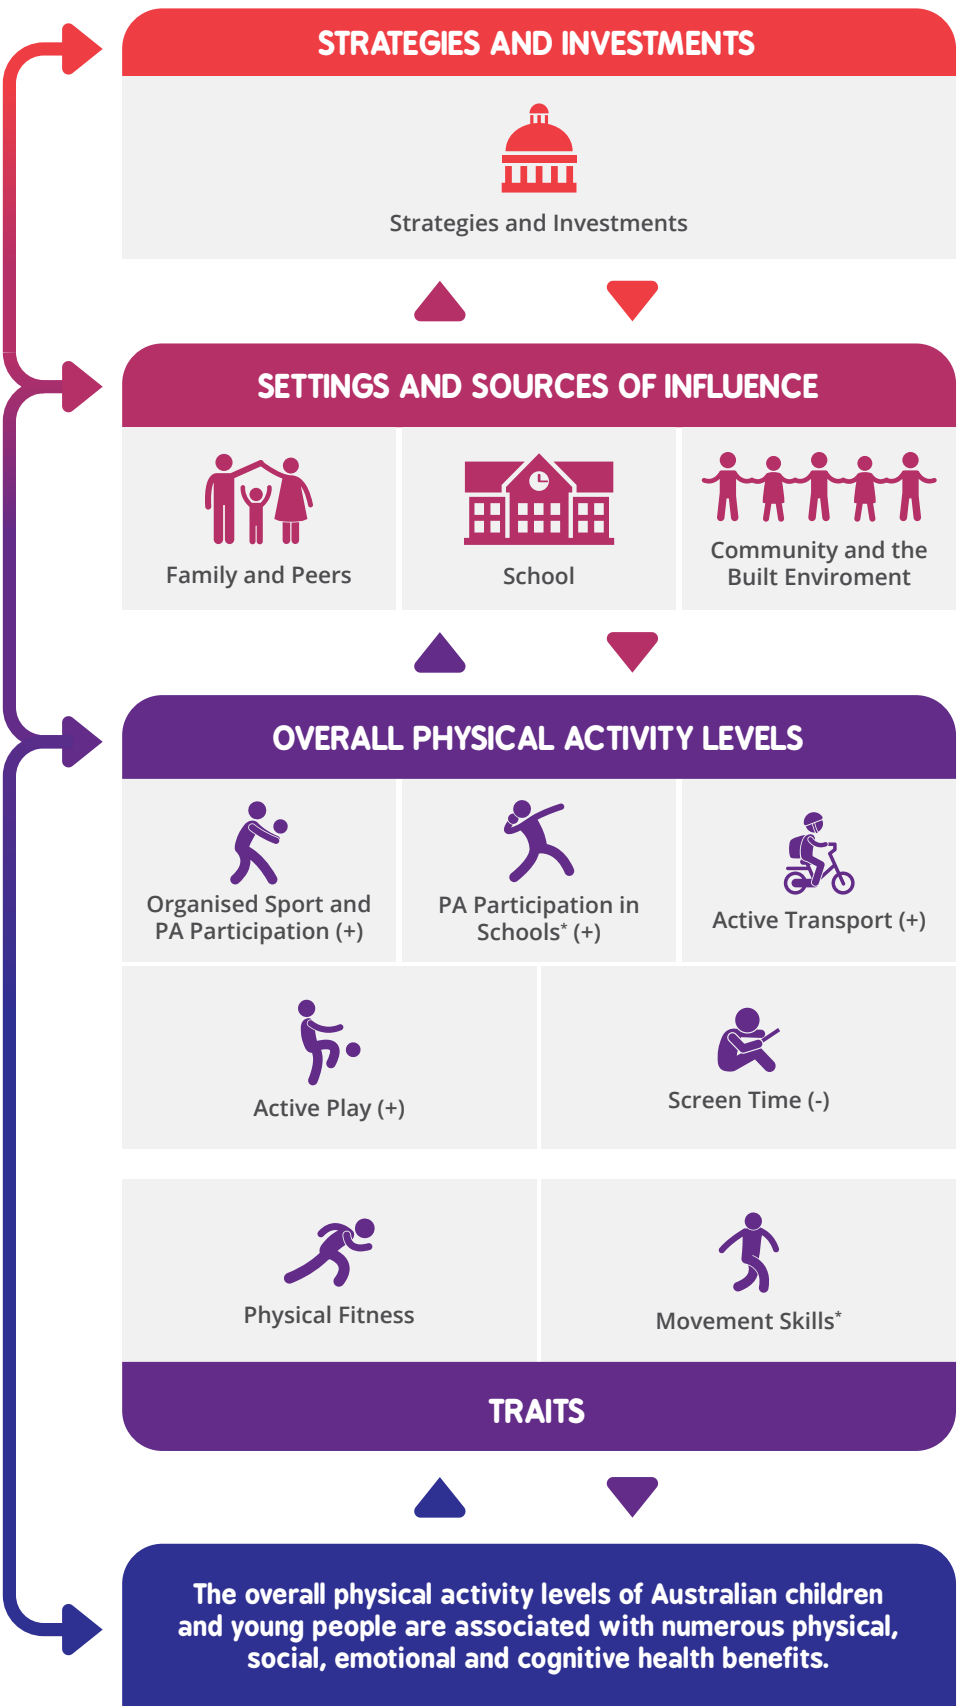 STRATEGIES AND INVESTMENTS
Strategies and Investments
SETTINGS AND SOURCES OF INFLUENCE
Family and Peers
School
Community and the
Built Enviroment
OVERALL PHYSICAL ACTIVITY LEVELS
Organised Sport and
PA Participation (+)
PA Participation in
Schools* (+)
Active Transport (+)
Active Play (+)
Screen Time (-)
Physical Fitness
Movement Skills*
TRAITS
The overall physical activity levels of Australian children
and young people are associated with numerous physical,
social, emotional and cognitive health benefits.